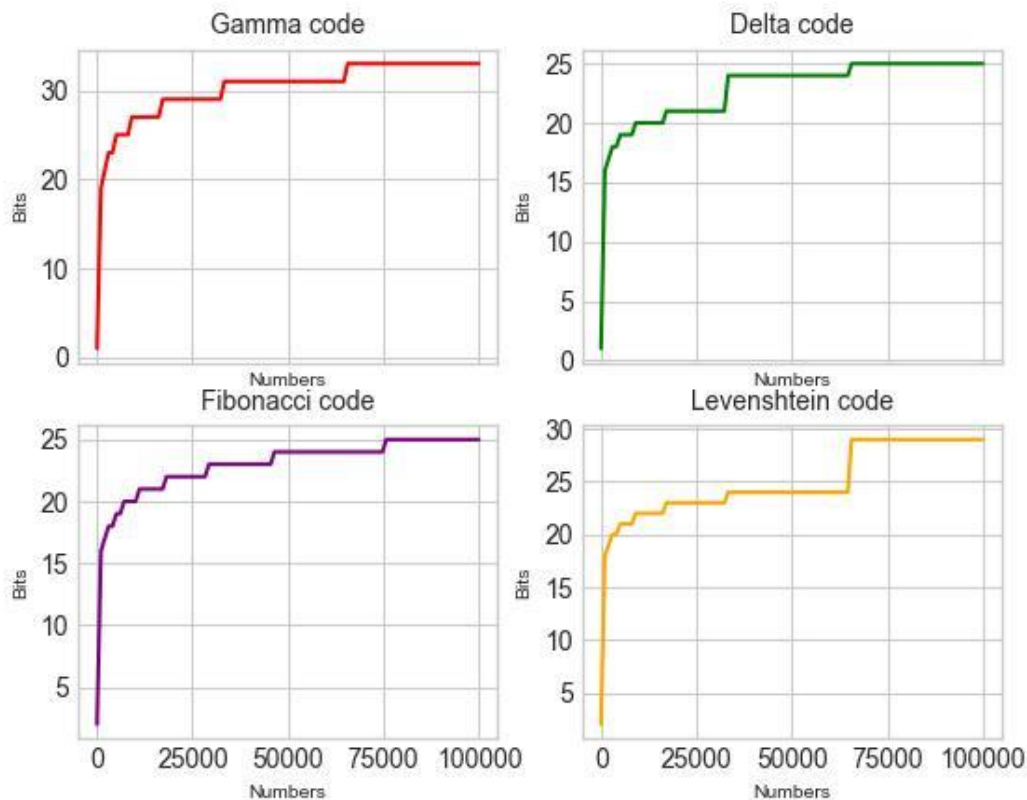 Gamma code
30
20
10
0
Bits
Numbers
Delta code
25
20
15
10
5
0
Bits
Numbers
Fibonacci code
25
20
15
10
5
Bits
0 25000 50000 75000 100000
Numbers
Levenshtein code
30
25
20
15
10
5
Bits
0 25000 50000 75000 100000
Numbers